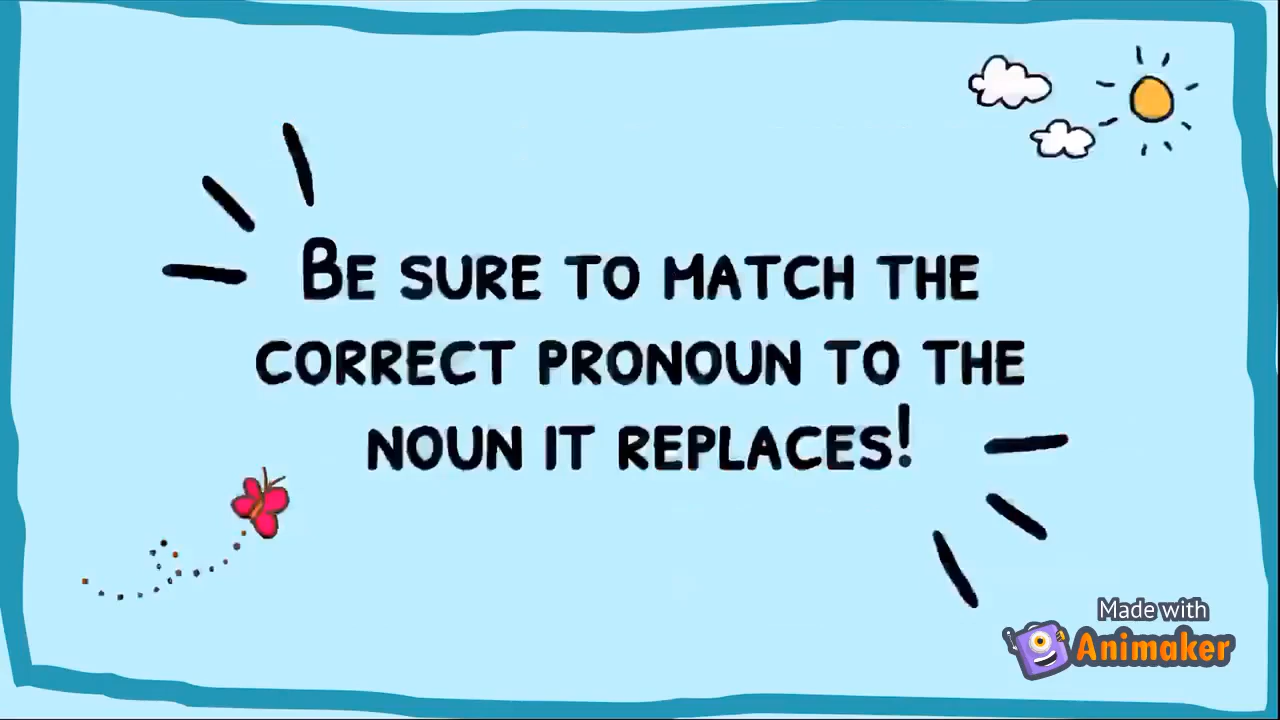 Be sure to match the
correct pronoun to the
noun it replaces!
Made with
Animaker